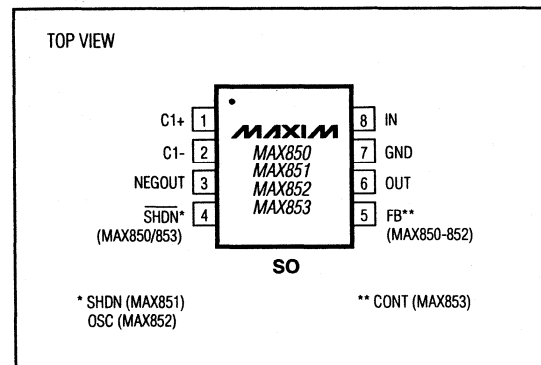 TOP VIEW
C1+ 1
C1- 2
NEGOUT 3
SHDN* 4
(MAX850/853)
MAXIM
MAX850
MAX851
MAX852
MAX853
8 IN
7 GND
6 OUT
5 FB**
(MAX850-852)
SO
* SHDN (MAX851)
OSC (MAX852)
** CONT (MAX853)